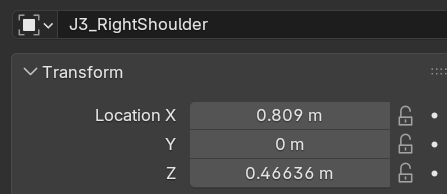 J3_RightShoulder
Transform
Location X 0.809 m
Y 0 m
Z 0.46636 m